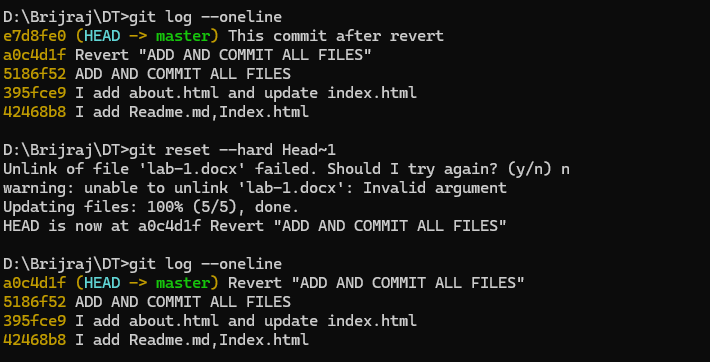 D:\Brijraj\DT>git log --oneline
e7d8fe0 (HEAD -> master) This commit after revert
a0c4d1f Revert "ADD AND COMMIT ALL FILES"
5186f52 ADD AND COMMIT ALL FILES
395fce9 I add about.html and update index.html
42468b8 I add Readme.md,Index.html
D:\Brijraj\DT>git reset --hard Head~1
Unlink of file 'lab-1.docx' failed. Should I try again? (y/n) n
warning: unable to unlink 'lab-1.docx': Invalid argument
Updating files: 100% (5/5), done.
HEAD is now at a0c4d1f Revert "ADD AND COMMIT ALL FILES"
D:\Brijraj\DT>git log --oneline
a0c4d1f (HEAD -> master) Revert "ADD AND COMMIT ALL FILES"
5186f52 ADD AND COMMIT ALL FILES
395fce9 I add about.html and update index.html
42468b8 I add Readme.md,Index.html